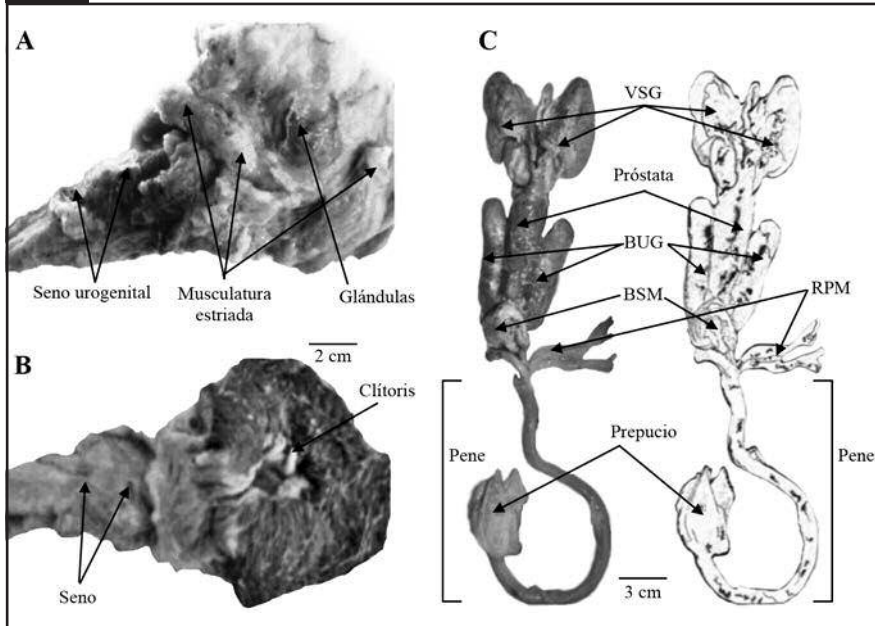 A
Seno urogenital
Musculatura
estriada
Glándulas
2 cm
B
Clítoris
Seno
C
VSG
Próstata
BUG
BSM
RPM
Pene
Prepucio
Pene
3 cm